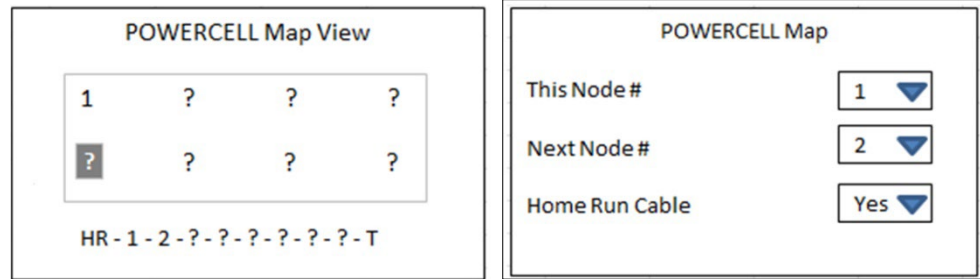 POWERCELL Map View
1 ? ? ?
? ? ? ?
HR - 1 - 2 - ? - ? - ? - ? - ? - ? - T
POWERCELL Map
This Node # 1
Next Node # 2
Home Run Cable Yes